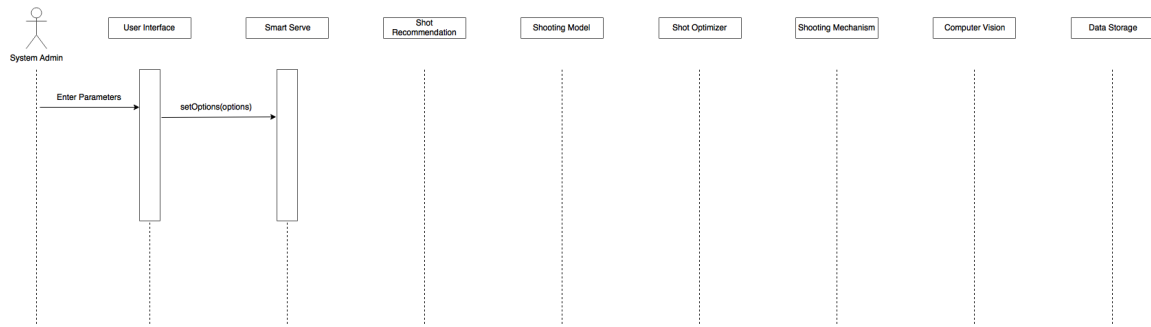 System Admin
User Interface
Smart Serve
Shot
Recommendation
Shooting Model
Shot Optimizer
Shooting Mechanism
Computer Vision
Data Storage
Enter Parameters
setOptions(options)